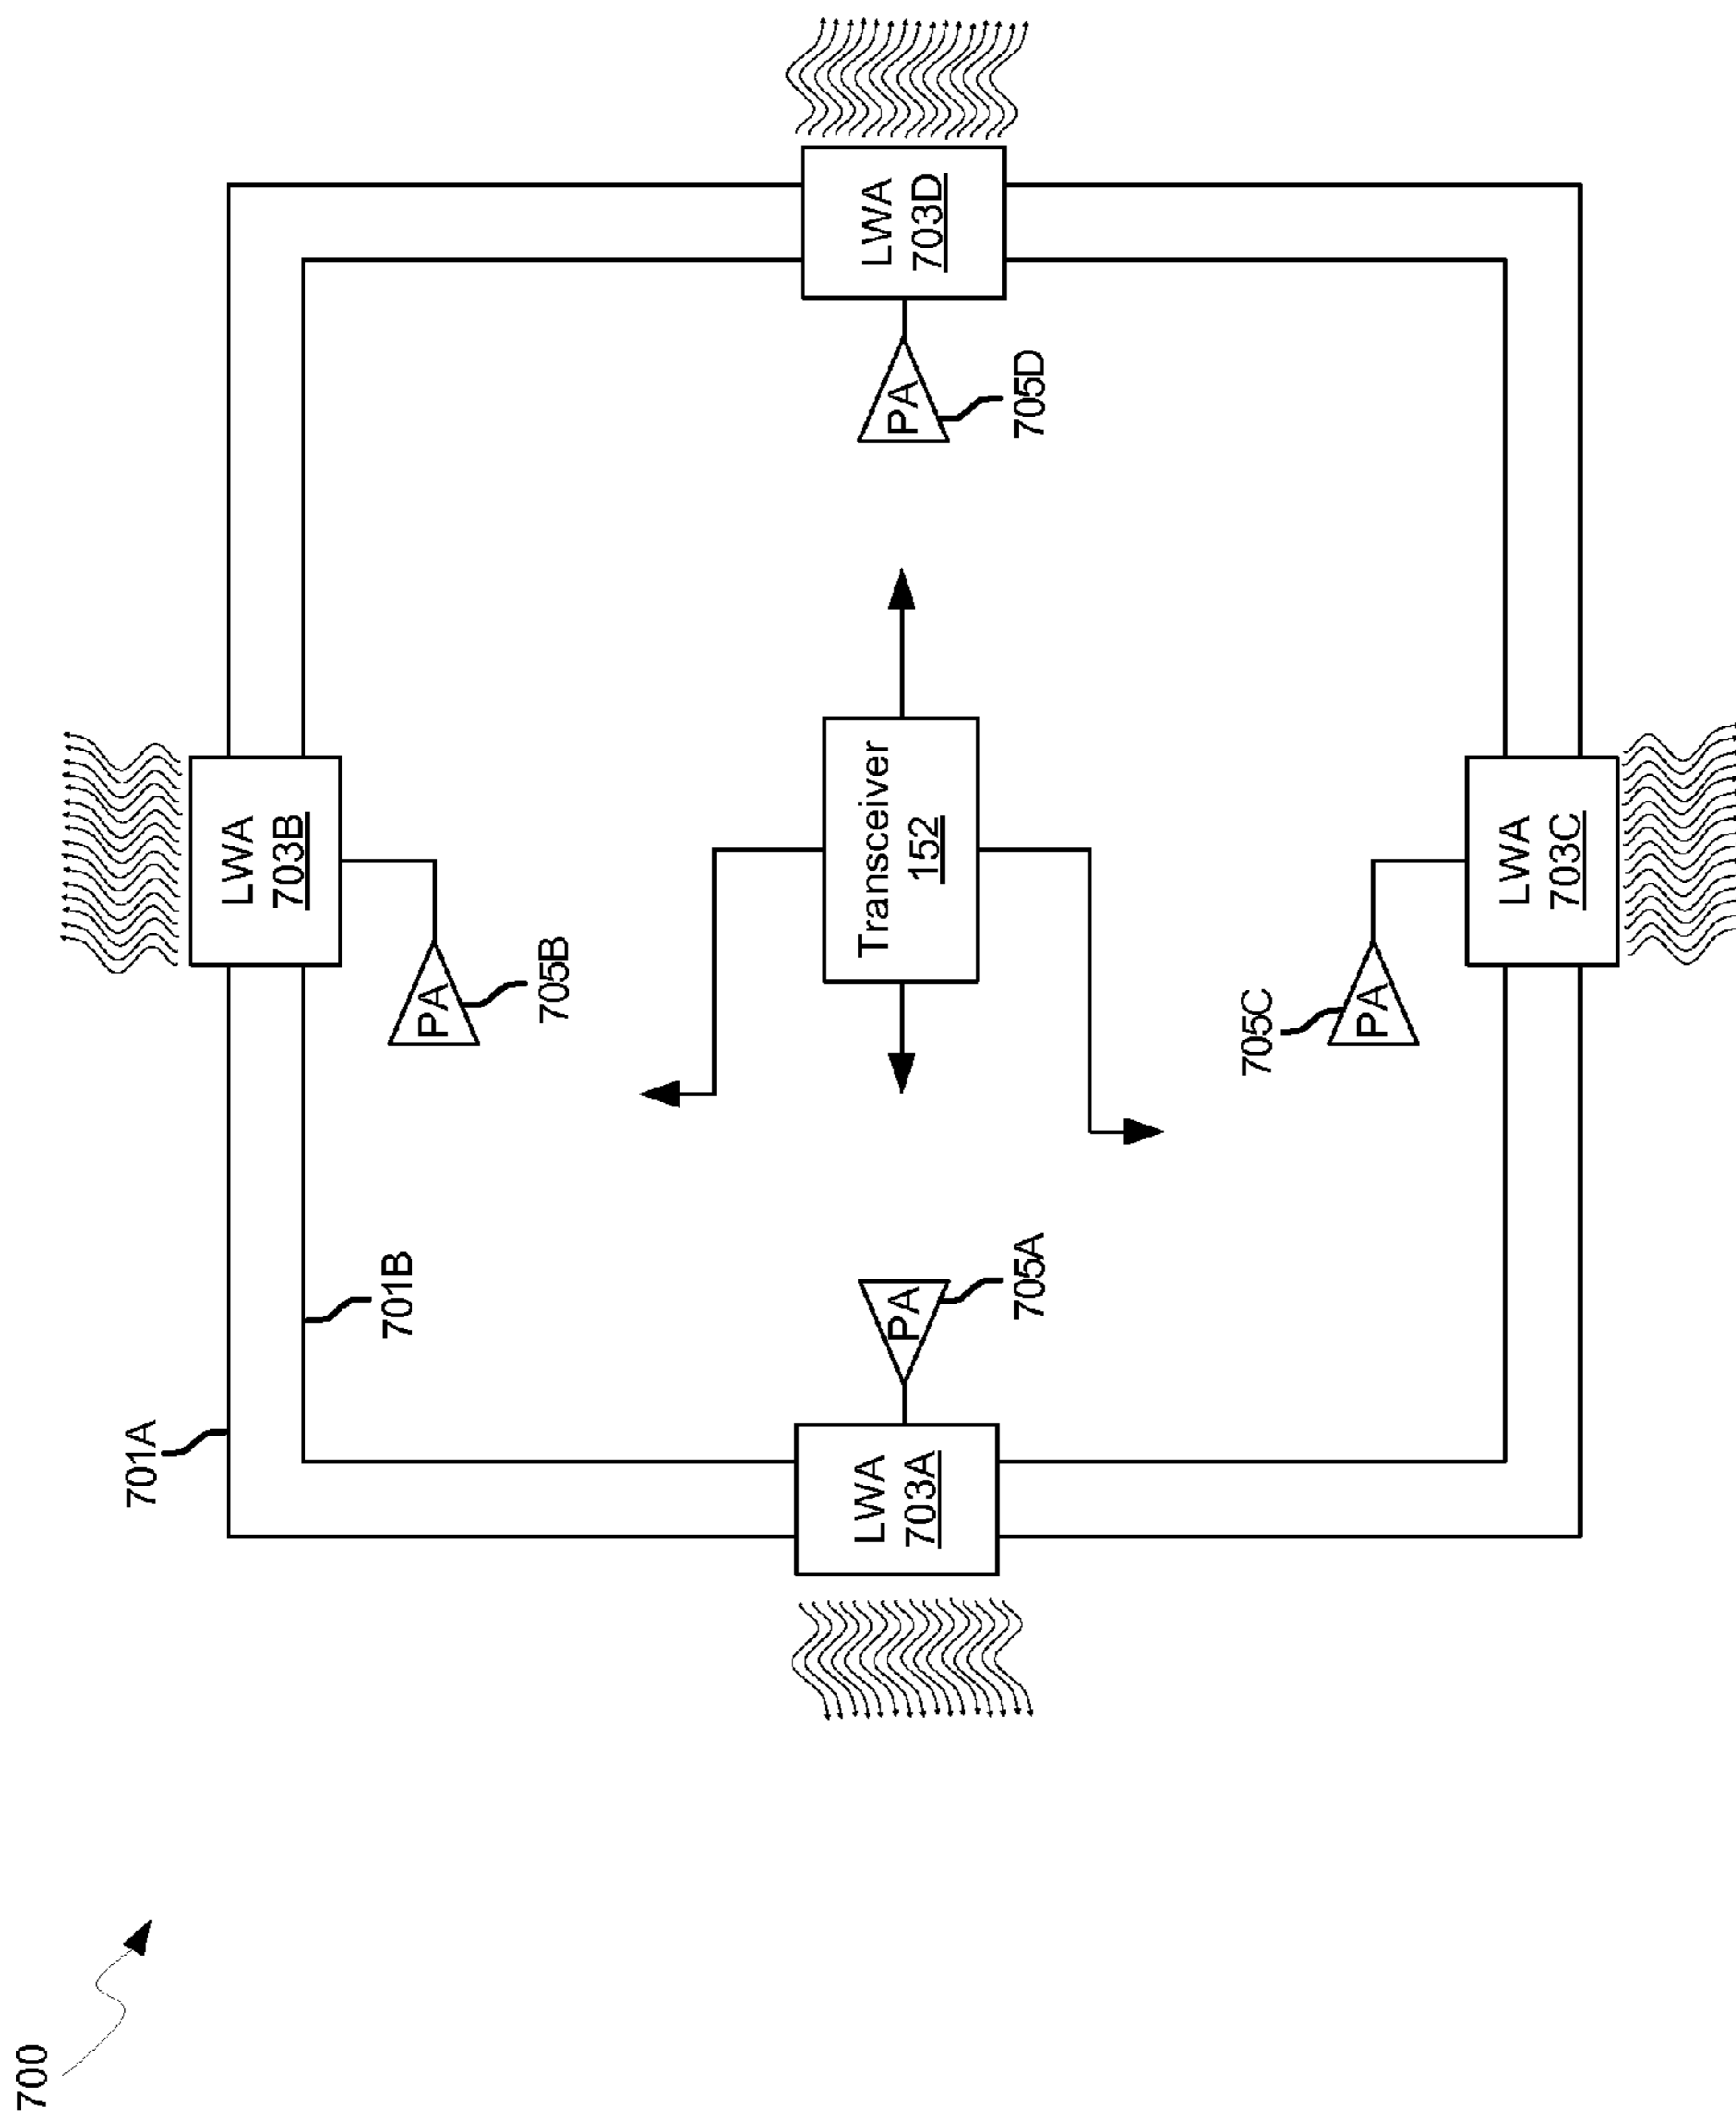 700
701A
LWA
703B
701B
PA
705B
LWA
703A
PA
705A
Transceiver
152
PA
705D
LWA
703D
705C
PA
LWA
703C